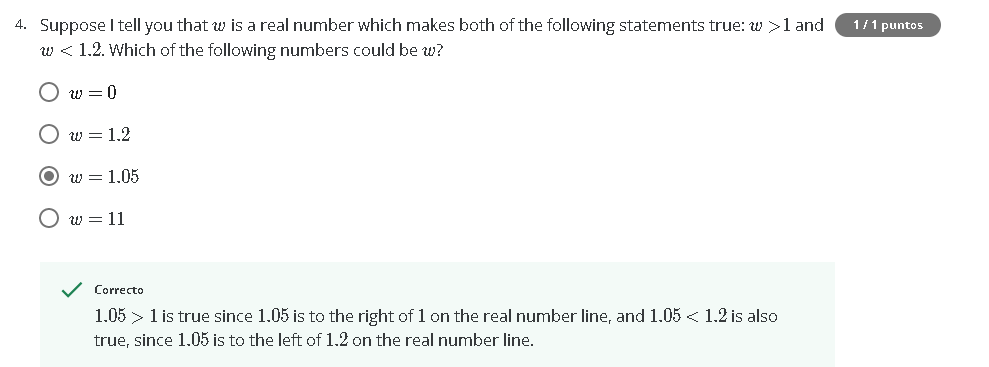 4. Suppose I tell you that w is a real number which makes both of the following statements true: w >1 and
1 / 1 puntos
w < 1.2. Which of the following numbers could be w?
w = 0
w = 1.2
w = 1.05
w = 11
Correcto
1.05 > 1 is true since 1.05 is to the right of 1 on the real number line, and 1.05 < 1.2 is also
true, since 1.05 is to the left of 1.2 on the real number line.